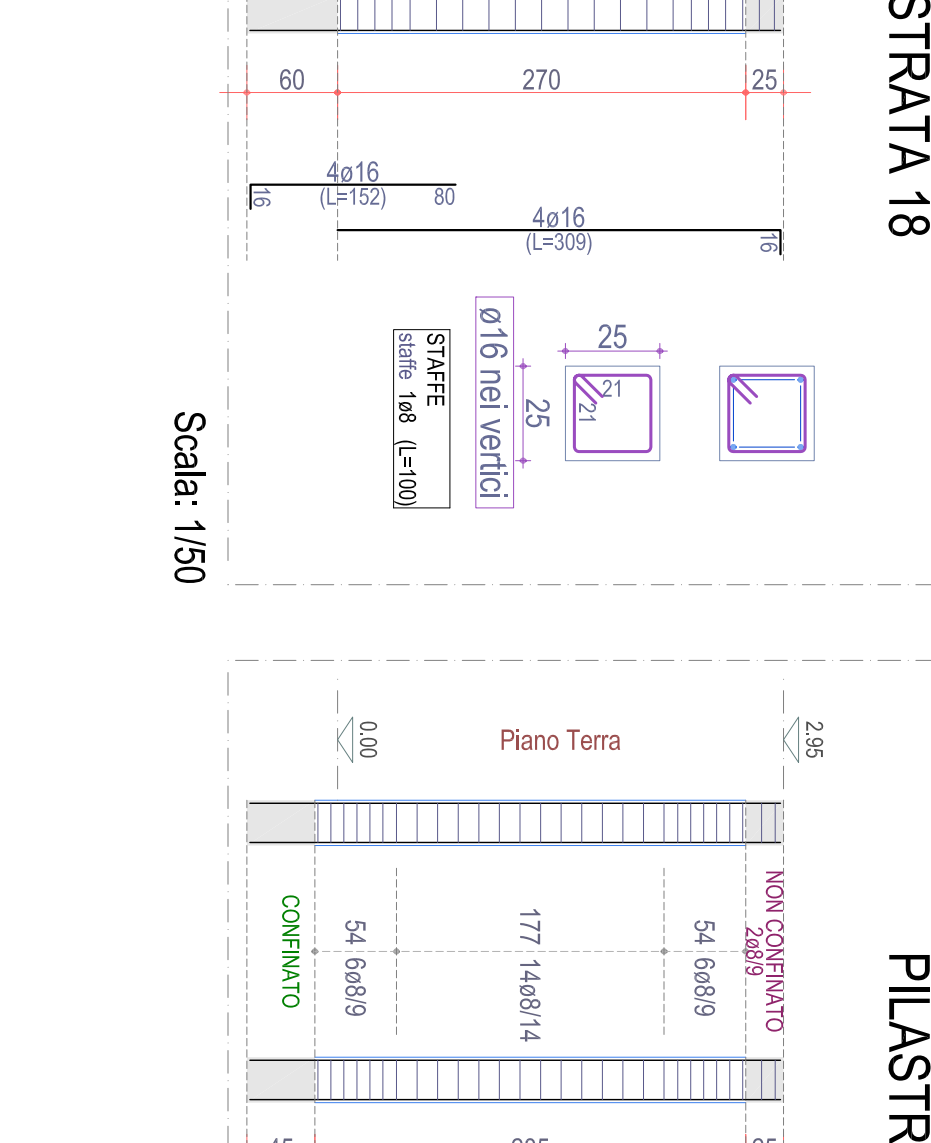 STRATA 18
60
270
25
4ø16
(L=152)
16
80
4ø16
(L=309)
16
25
25
21
21
ø16 nei vertici
STAFFE
staffe 1ø8 (L=100)
Scala: 1/50
0.00
Piano Terra
2.95
CONFINATO
54 6ø8/9
177 14ø8/14
54 6ø8/9
NON CONFINATO
2ø8/9
PILASTR